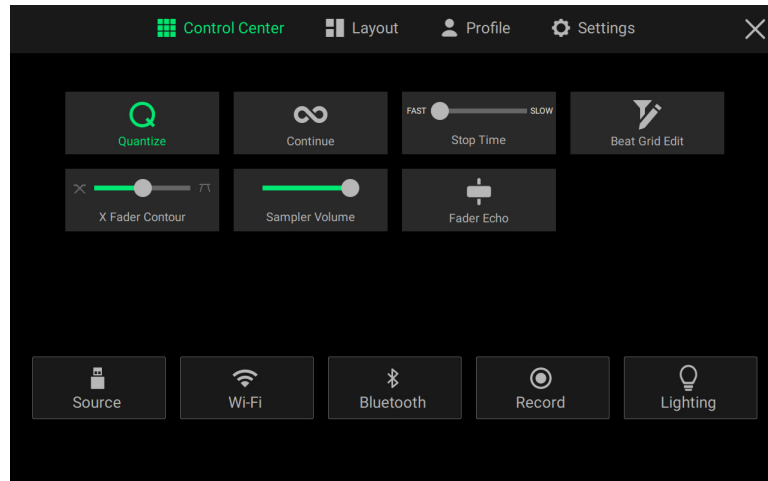 Control Center Layout Profile Settings
Quantize
Continue
FAST SLOW
Stop Time
Beat Grid Edit
X Fader Contour
Sampler Volume
Fader Echo
Source Wi-Fi Bluetooth Record Lighting